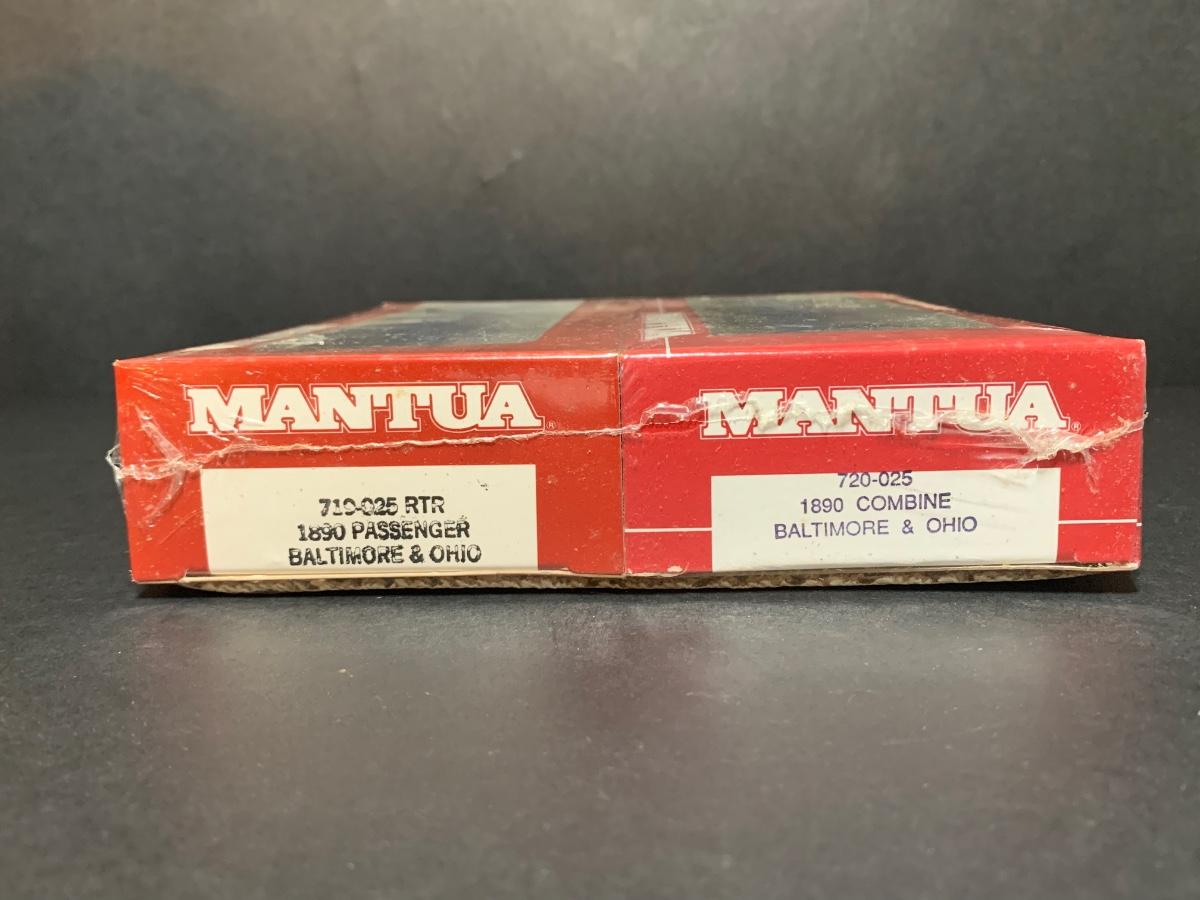 MANTUA®
710-025 RTR
1890 PASSENGER
BALTIMORE & OHIO
MANTUA®
720-025
1890 COMBINE
BALTIMORE & OHIO